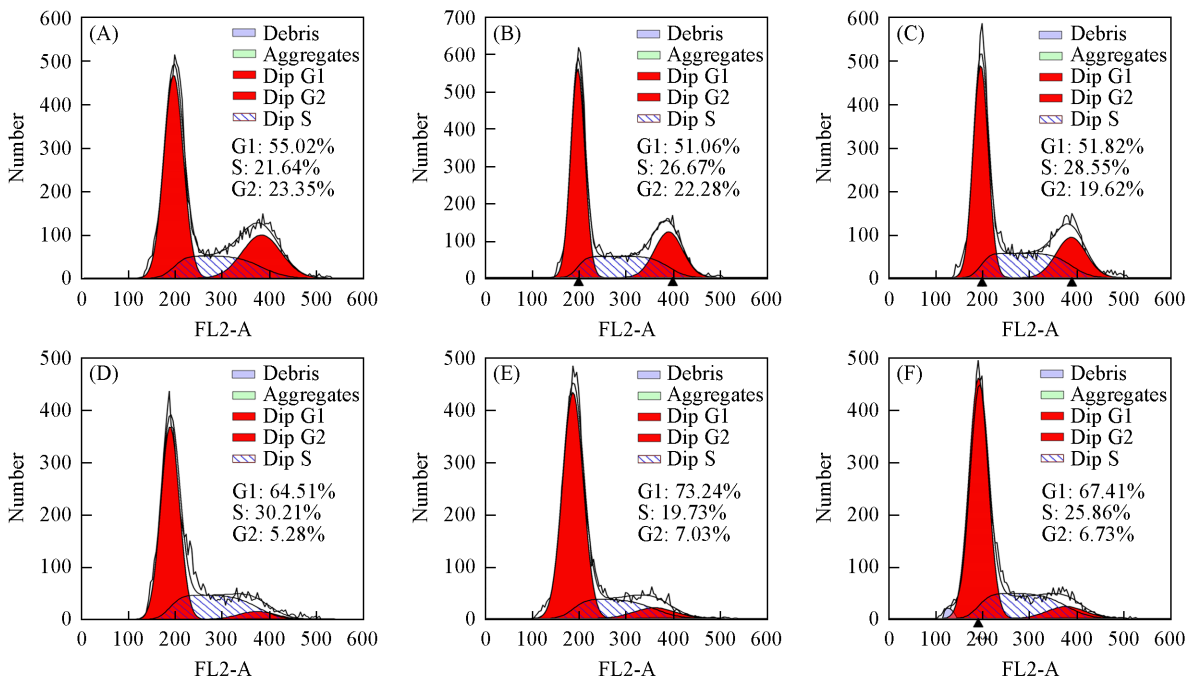 (A)
Debris
Aggregates
Dip G1
Dip G2
Dip S
G1: 55.02%
S: 21.64%
G2: 23.35%
Number
600
500
400
300
200
100
0
0 100 200 300 400 500 600
FL2-A
(B)
Debris
Aggregates
Dip G1
Dip G2
Dip S
G1: 51.06%
S: 26.67%
G2: 22.28%
Number
700
600
500
400
300
200
100
0
0 100 200 300 400 500 600
FL2-A
(C)
Debris
Aggregates
Dip G1
Dip G2
Dip S
G1: 51.82%
S: 28.55%
G2: 19.62%
Number
600
500
400
300
200
100
0
0 100 200 300 400 500 600
FL2-A
(D)
Debris
Aggregates
Dip G1
Dip G2
Dip S
G1: 64.51%
S: 30.21%
G2: 5.28%
Number
500
400
300
200
100
0
0 100 200 300 400 500 600
FL2-A
(E)
Debris
Aggregates
Dip G1
Dip G2
Dip S
G1: 73.24%
S: 19.73%
G2: 7.03%
Number
500
400
300
200
100
0
0 100 200 300 400 500 600
FL2-A
(F)
Debris
Aggregates
Dip G1
Dip G2
Dip S
G1: 67.41%
S: 25.86%
G2: 6.73%
Number
500
400
300
200
100
0
0 100 200 300 400 500 600
FL2-A